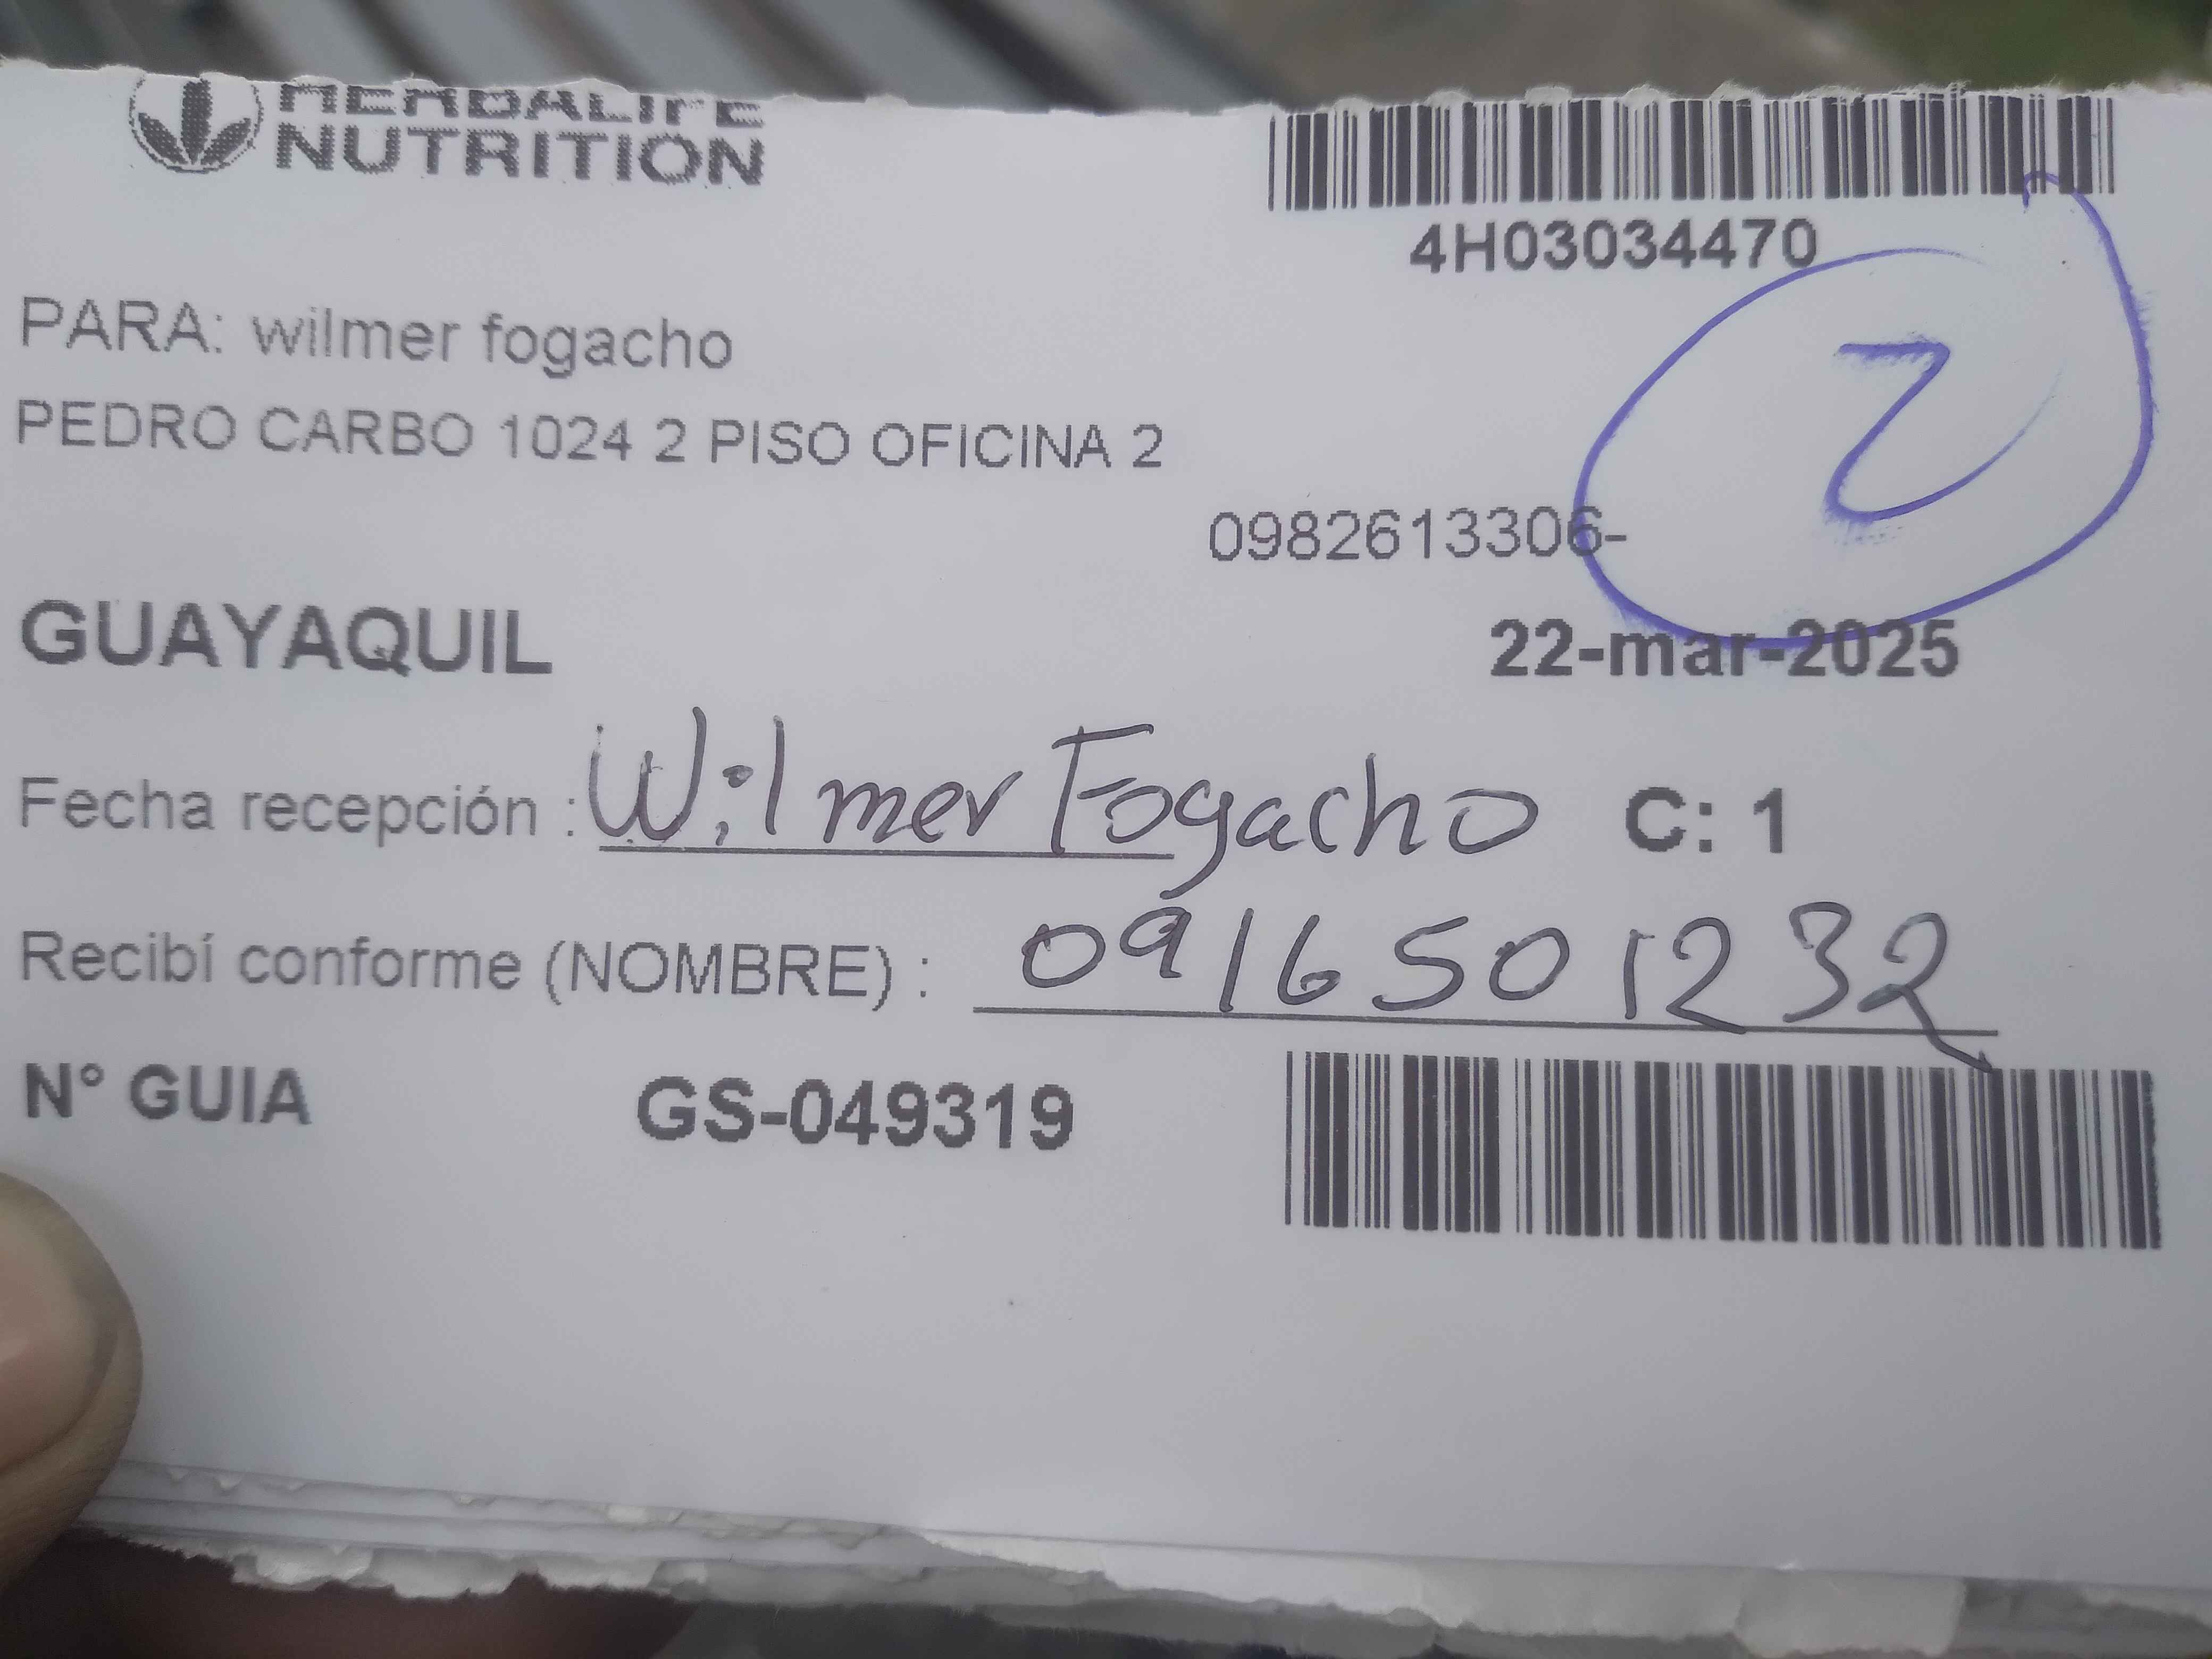 HERBALIFE
NUTRITION
4H03034470
2
PARA: wilmer fogacho
PEDRO CARBO 1024 2 PISO OFICINA 2
0982613306-
GUAYAQUIL
22-mar-2025
Fecha recepción : Wilmer Fogacho C: 1
Recibí conforme (NOMBRE) : 0916501232
N° GUIA GS-049319